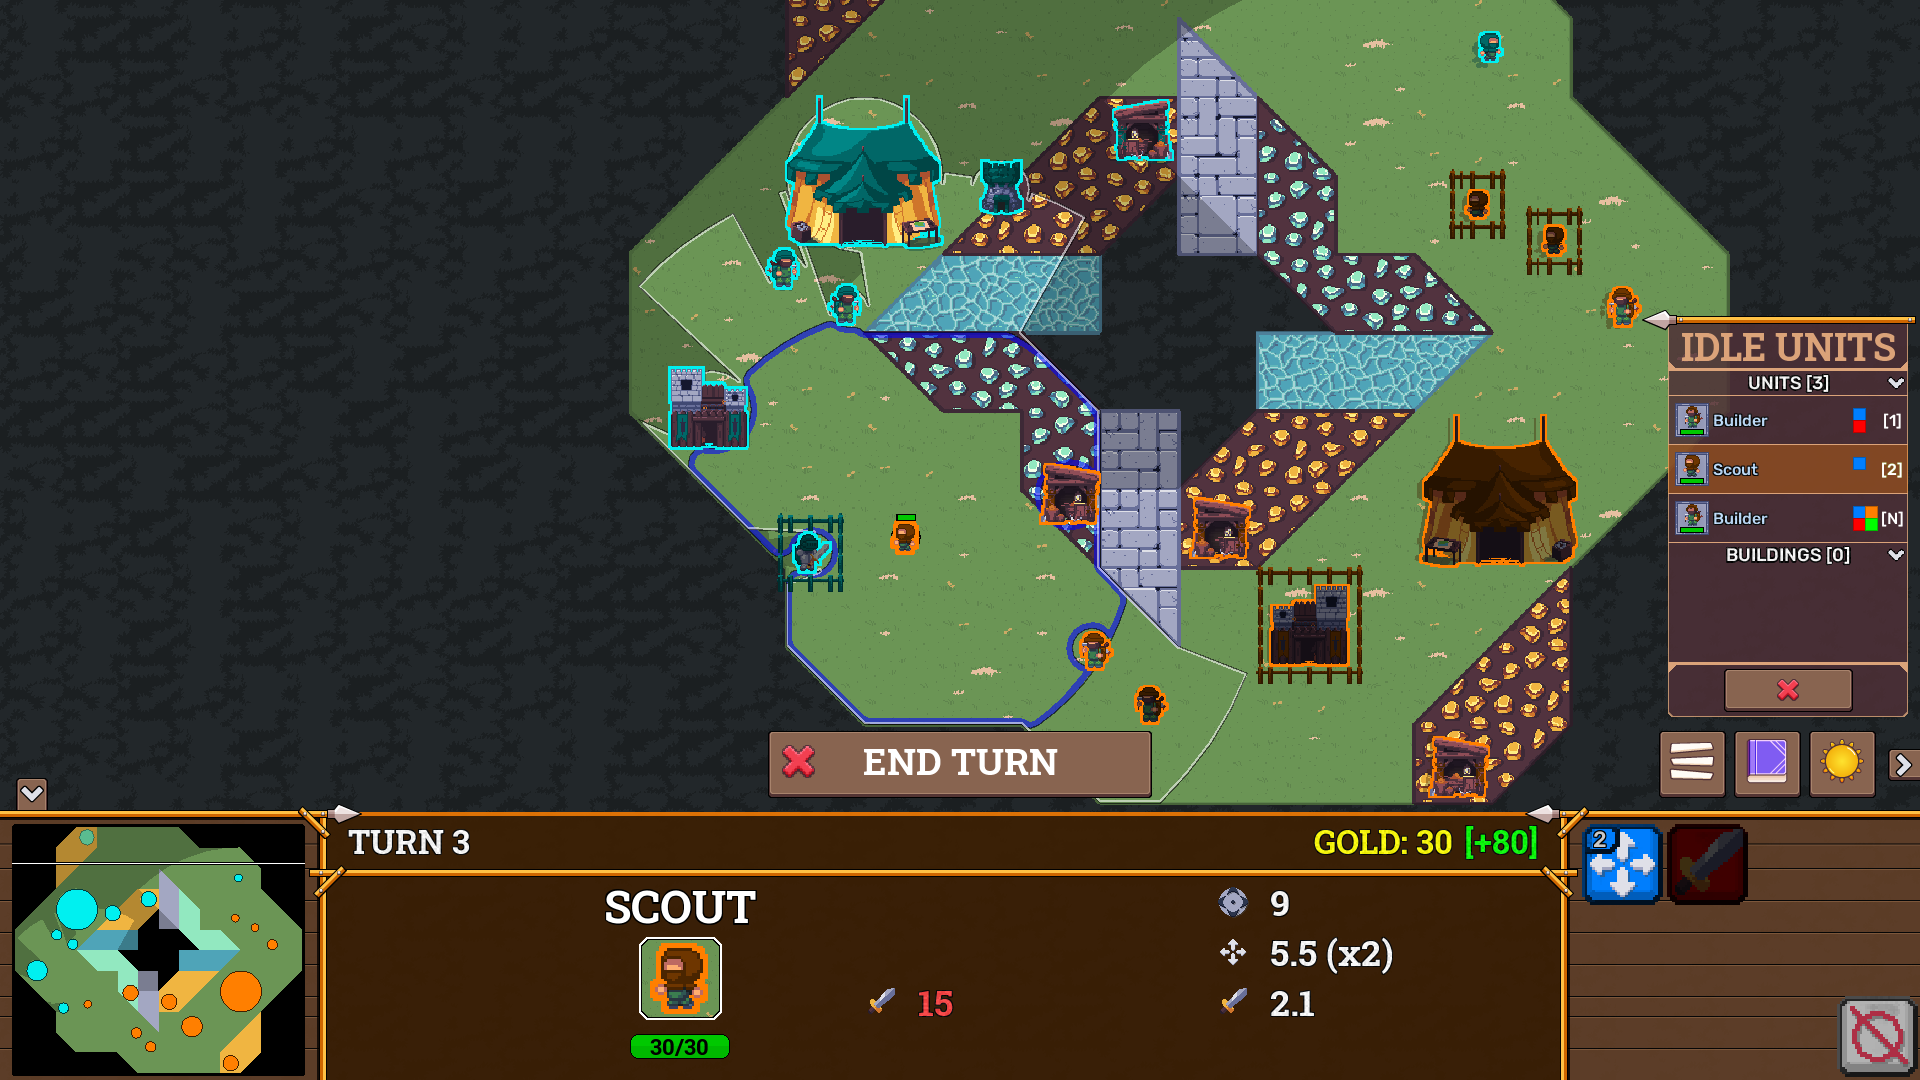 IDLE UNITS
UNITS [3]
Builder [1]
Scout [2]
Builder [N]
BUILDINGS [0]
END TURN
TURN 3
GOLD: 30 [+80]
2
SCOUT
30/30
15
9
5.5 (x2)
2.1